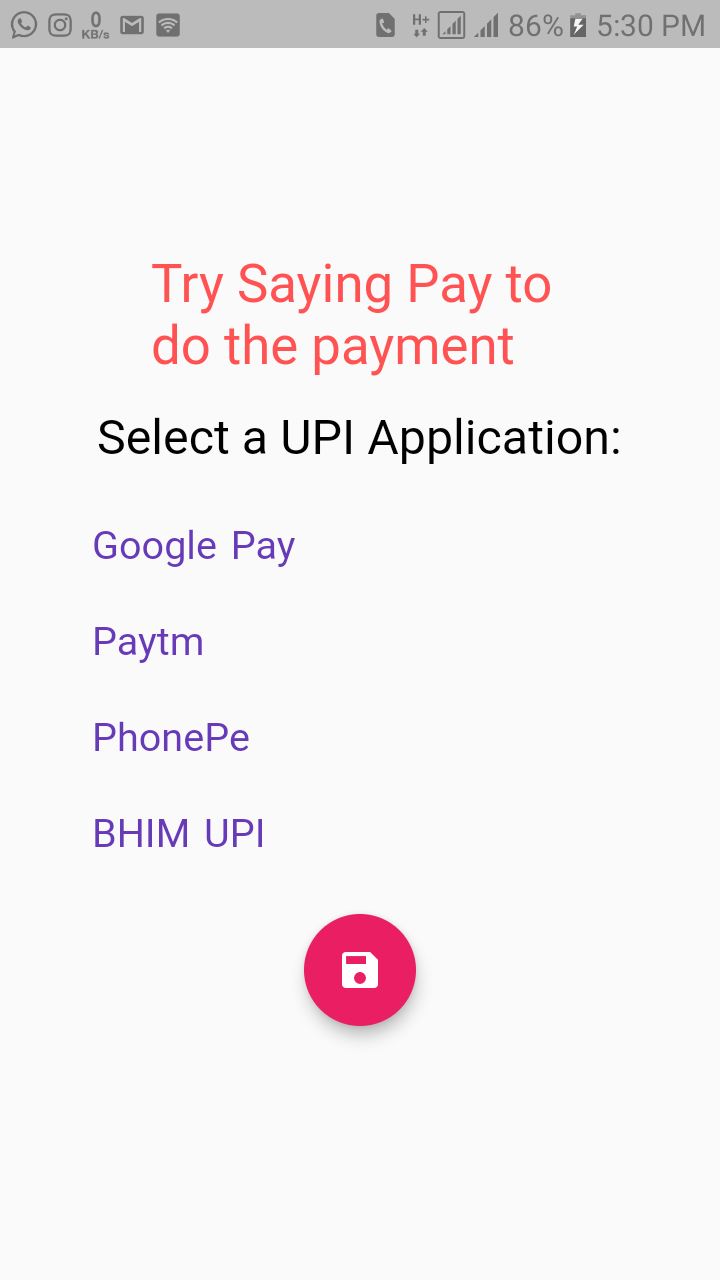 0
KB/s
H+
86%
5:30 PM
Try Saying Pay to
do the payment
Select a UPI Application:
Google Pay
Paytm
PhonePe
BHIM UPI